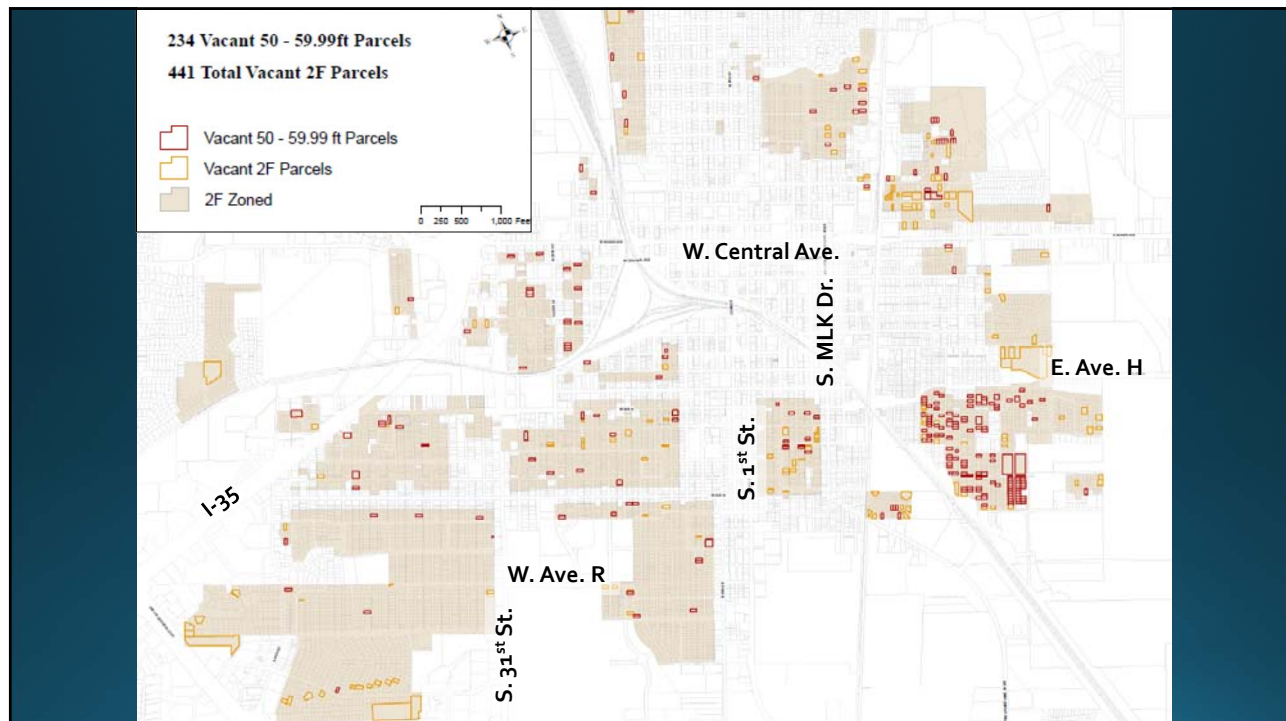 234 Vacant 50 - 59.99ft Parcels
441 Total Vacant 2F Parcels
Vacant 50 - 59.99 ft Parcels
Vacant 2F Parcels
2F Zoned
0 250 500 1,000 Feet
W. Central Ave.
S. MLK Dr.
E. Ave. H
S. 1st St.
I-35
W. Ave. R
S. 31st St.